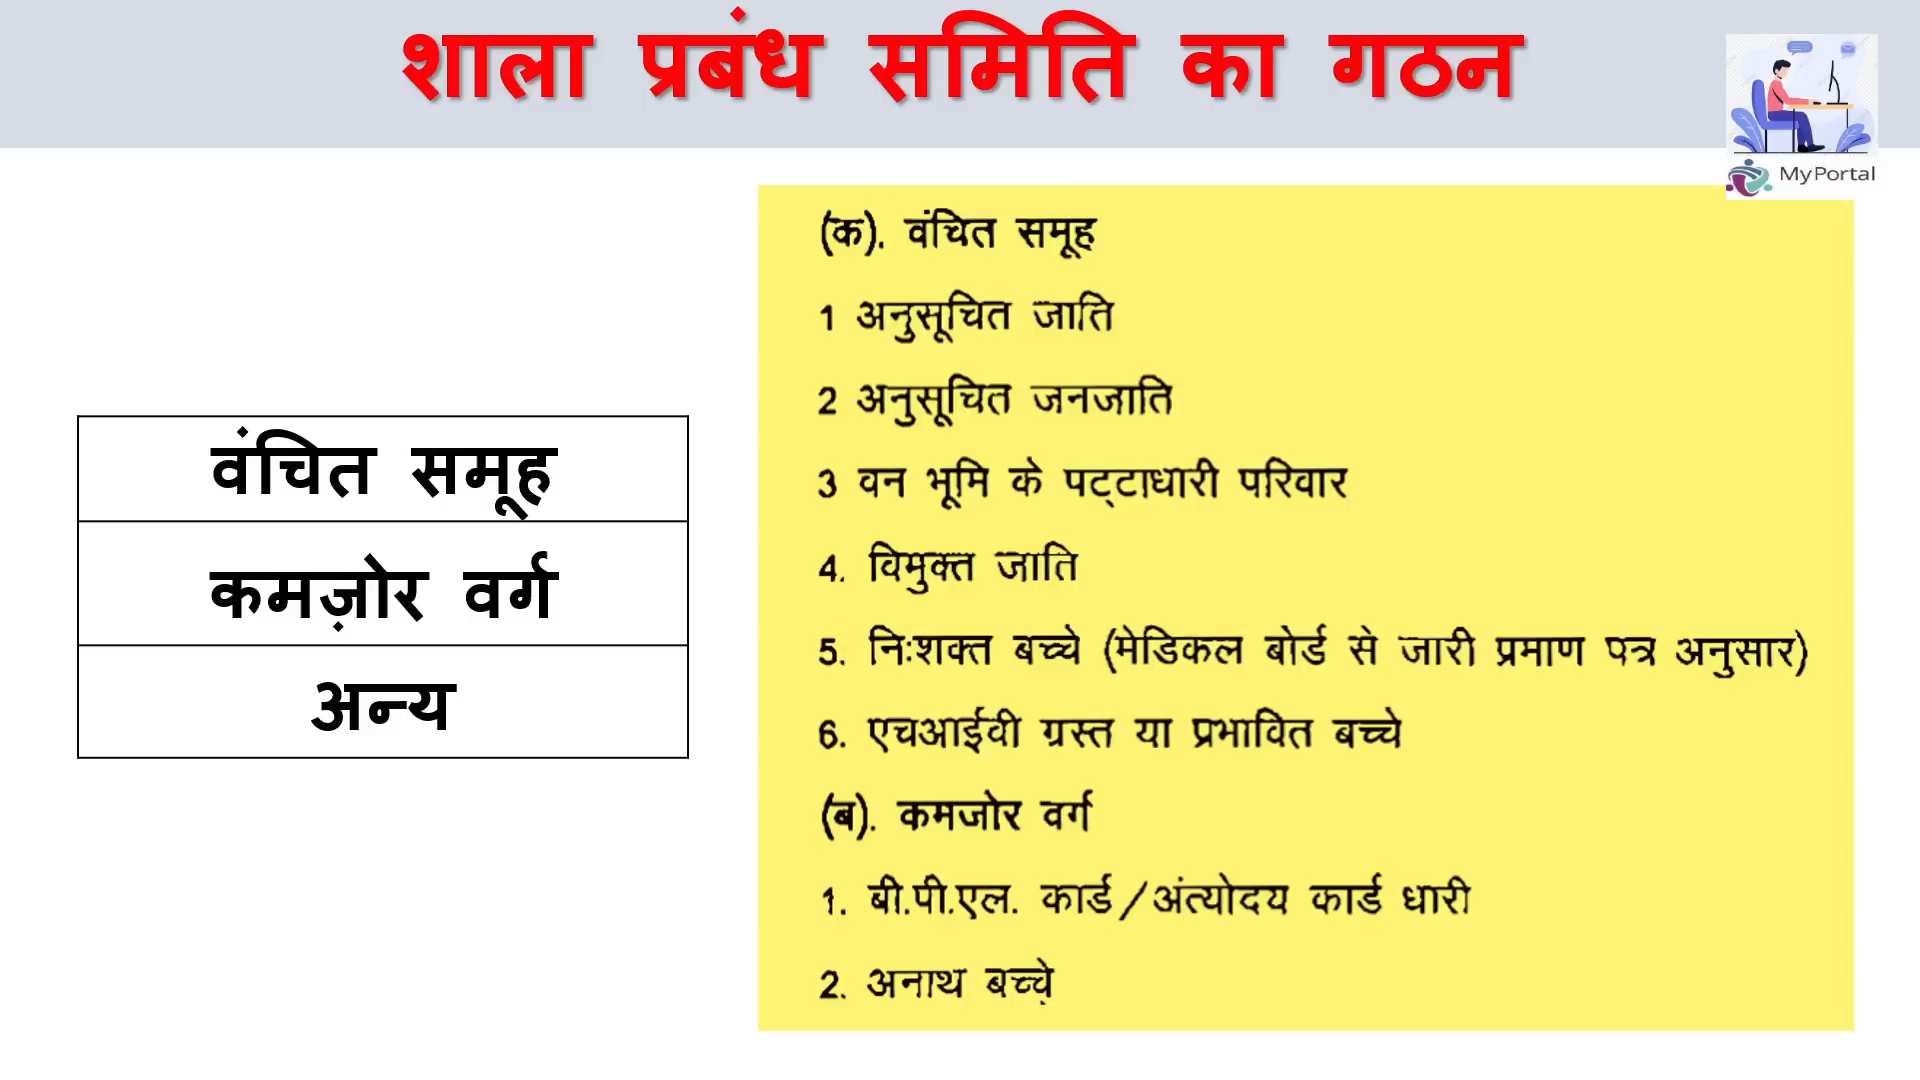 शाला प्रबंध समिति का गठन
MyPortal
वंचित समूह
कमज़ोर वर्ग
अन्य
(क). वंचित समूह
1 अनुसूचित जाति
2 अनुसूचित जनजाति
3 वन भूमि के पट्टाधारी परिवार
4. विमुक्त जाति
5. निःशक्त बच्चे (मेडिकल बोर्ड से जारी प्रमाण पत्र अनुसार)
6. एचआईवी ग्रस्त या प्रभावित बच्चे
(ब). कमजोर वर्ग
1. बी.पी.एल. कार्ड/अंत्योदय कार्ड धारी
2. अनाथ बच्चे